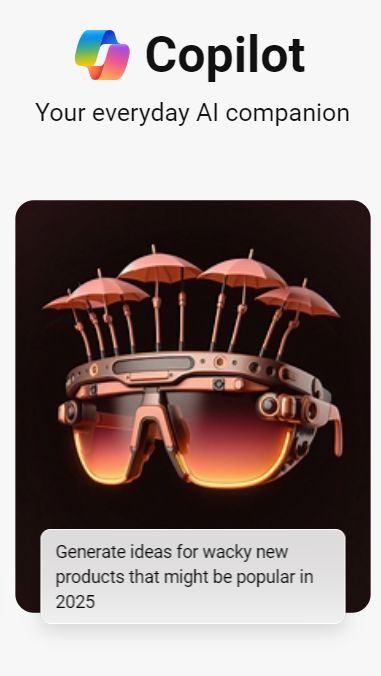 Copilot
Your everyday AI companion
Generate ideas for wacky new
products that might be popular in
2025